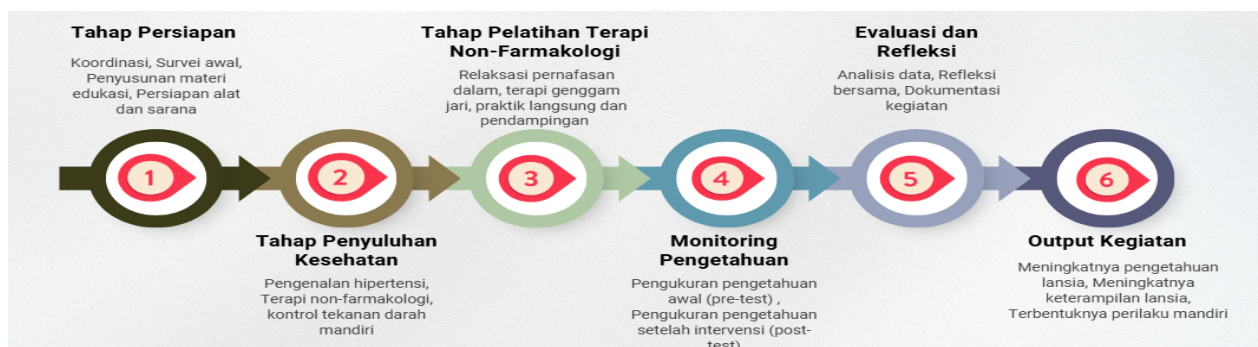 Tahap Persiapan
Koordinasi, Survei awal,
Penyusunan materi
edukasi, Persiapan alat
dan sarana
1
2
Tahap Penyuluhan
Kesehatan
Pengenalan hipertensi,
Terapi non-farmakologi,
kontrol tekanan darah
mandiri
Tahap Pelatihan Terapi
Non-Farmakologi
Relaksasi pernafasan
dalam, terapi genggam
jari, praktik langsung dan
pendampingan
3
4
Monitoring
Pengetahuan
Pengukuran pengetahuan
awal (pre-test) ,
Pengukuran pengetahuan
setelah intervensi (post-
test)
Evaluasi dan
Refleksi
Analisis data, Refleksi
bersama, Dokumentasi
kegiatan
5
6
Output Kegiatan
Meningkatnya pengetahuan
lansia, Meningkatnya
keterampilan lansia,
Terbentuknya perilaku mandiri